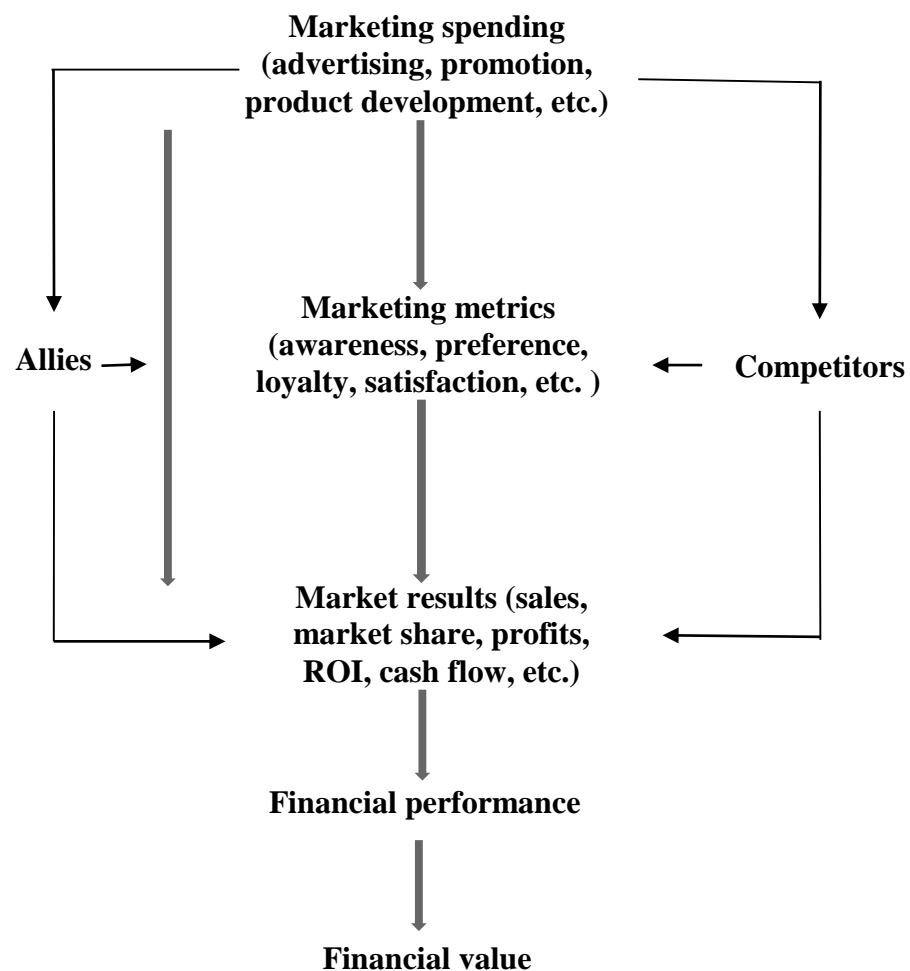 Marketing spending
(advertising, promotion,
product development, etc.)
Marketing metrics
(awareness, preference,
loyalty, satisfaction, etc. )
Allies
Competitors
Market results (sales,
market share, profits,
ROI, cash flow, etc.)
Financial performance
Financial value